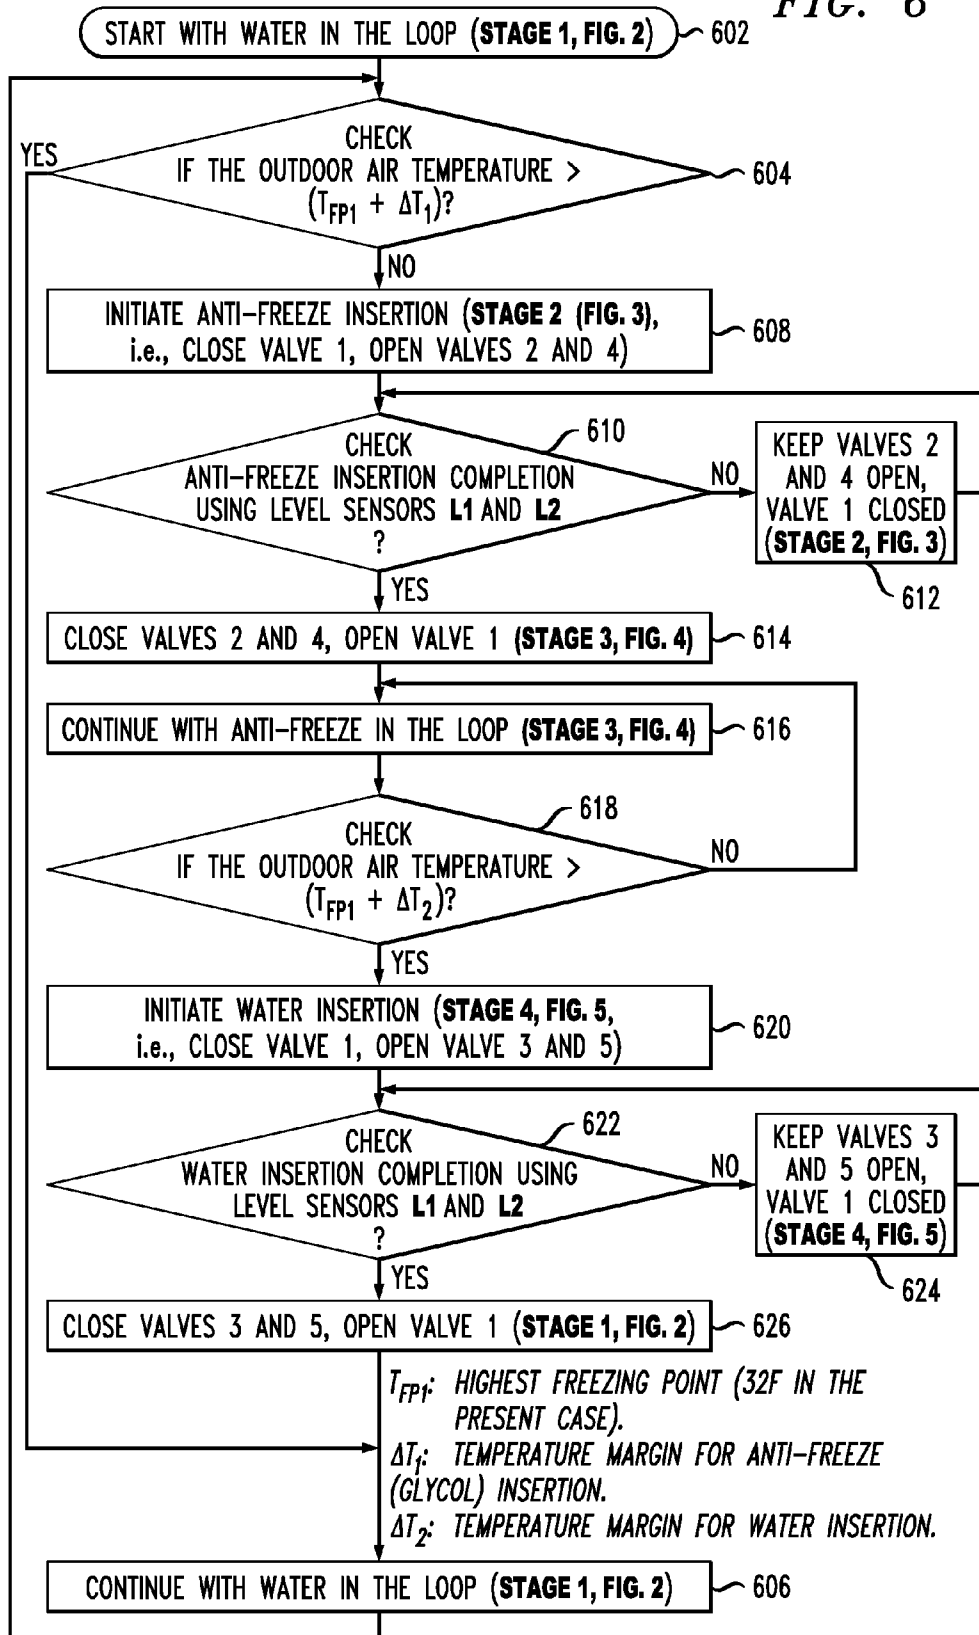 FIG. 6
START WITH WATER IN THE LOOP (STAGE 1, FIG. 2)
602
CHECK
IF THE OUTDOOR AIR TEMPERATURE >
(T_FP1 + ΔT_1)?
604
YES
NO
INITIATE ANTI-FREEZE INSERTION (STAGE 2 (FIG. 3),
i.e., CLOSE VALVE 1, OPEN VALVES 2 AND 4)
608
CHECK
ANTI-FREEZE INSERTION COMPLETION
USING LEVEL SENSORS L1 AND L2
?
610
NO
KEEP VALVES 2
AND 4 OPEN,
VALVE 1 CLOSED
(STAGE 2, FIG. 3)
612
YES
CLOSE VALVES 2 AND 4, OPEN VALVE 1 (STAGE 3, FIG. 4)
614
CONTINUE WITH ANTI-FREEZE IN THE LOOP (STAGE 3, FIG. 4)
616
CHECK
IF THE OUTDOOR AIR TEMPERATURE >
(T_FP1 + ΔT_2)?
618
NO
YES
INITIATE WATER INSERTION (STAGE 4, FIG. 5,
i.e., CLOSE VALVE 1, OPEN VALVE 3 AND 5)
620
CHECK
WATER INSERTION COMPLETION USING
LEVEL SENSORS L1 AND L2
?
622
NO
KEEP VALVES 3
AND 5 OPEN,
VALVE 1 CLOSED
(STAGE 4, FIG. 5)
624
YES
CLOSE VALVES 3 AND 5, OPEN VALVE 1 (STAGE 1, FIG. 2)
626
T_FP1: HIGHEST FREEZING POINT (32F IN THE
PRESENT CASE).
ΔT_1: TEMPERATURE MARGIN FOR ANTI-FREEZE
(GLYCOL) INSERTION.
ΔT_2: TEMPERATURE MARGIN FOR WATER INSERTION.
CONTINUE WITH WATER IN THE LOOP (STAGE 1, FIG. 2)
606